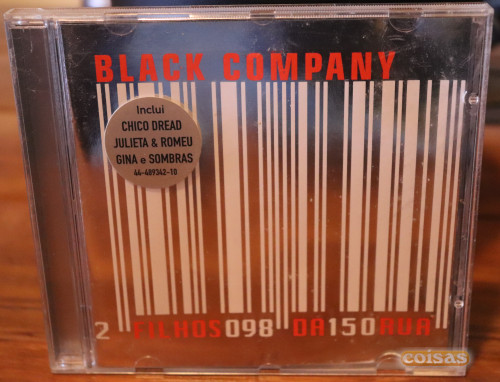 BLACK COMPANY
Inclui
CHICO DREAD
JULIETA & ROMEU
GINA e SOMBRAS
44-489342-10
2 FILHOS098 DA150RUA
coisas